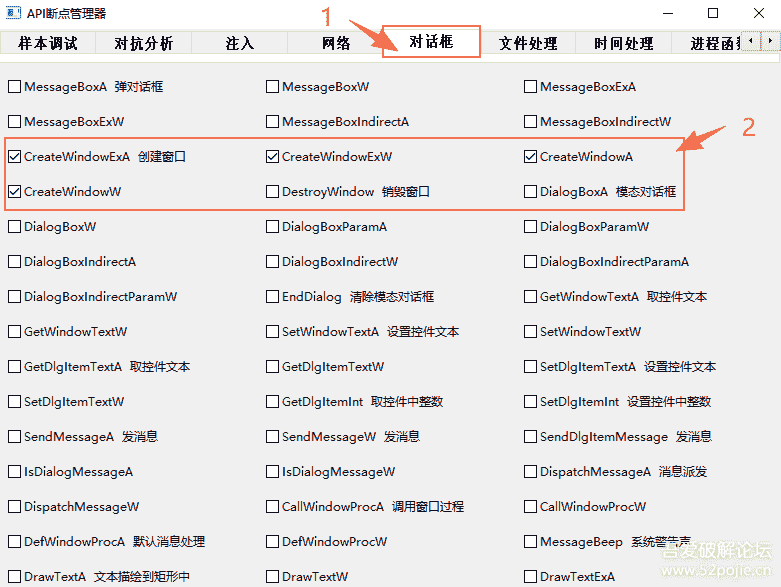 API断点管理器
1
样本调试 对抗分析 注入 网络 对话框 文件处理 时间处理 进程函数
MessageBoxA 弹对话框 MessageBoxW MessageBoxExA
2
MessageBoxExW MessageBoxIndirectA MessageBoxIndirectW
CreateWindowExA 创建窗口 CreateWindowExW CreateWindowA
CreateWindowW DestroyWindow 销毁窗口 DialogBoxA 模态对话框
DialogBoxW DialogBoxParamA DialogBoxParamW
DialogBoxIndirectA DialogBoxIndirectW DialogBoxIndirectParamA
DialogBoxIndirectParamW EndDialog 清除模态对话框 GetWindowTextA 取控件文本
GetWindowTextW SetWindowTextA 设置控件文本 SetWindowTextW
GetDlgItemTextA 取控件文本 GetDlgItemTextW SetDlgItemTextA 设置控件文本
SetDlgItemTextW GetDlgItemInt 取控件中整数 SetDlgItemInt 设置控件中整数
SendMessageA 发消息 SendMessageW 发消息 SendDlgItemMessage 发消息
IsDialogMessageA IsDialogMessageW DispatchMessageA 消息派发
DispatchMessageW CallWindowProcA 调用窗口过程 CallWindowProcW
DefWindowProcA 默认消息处理 DefWindowProcW MessageBeep 系统警告声
吾爱破解论坛
DrawTextA 文本描绘到矩形中 DrawTextW DrawTextExA
www.52pojie.cn